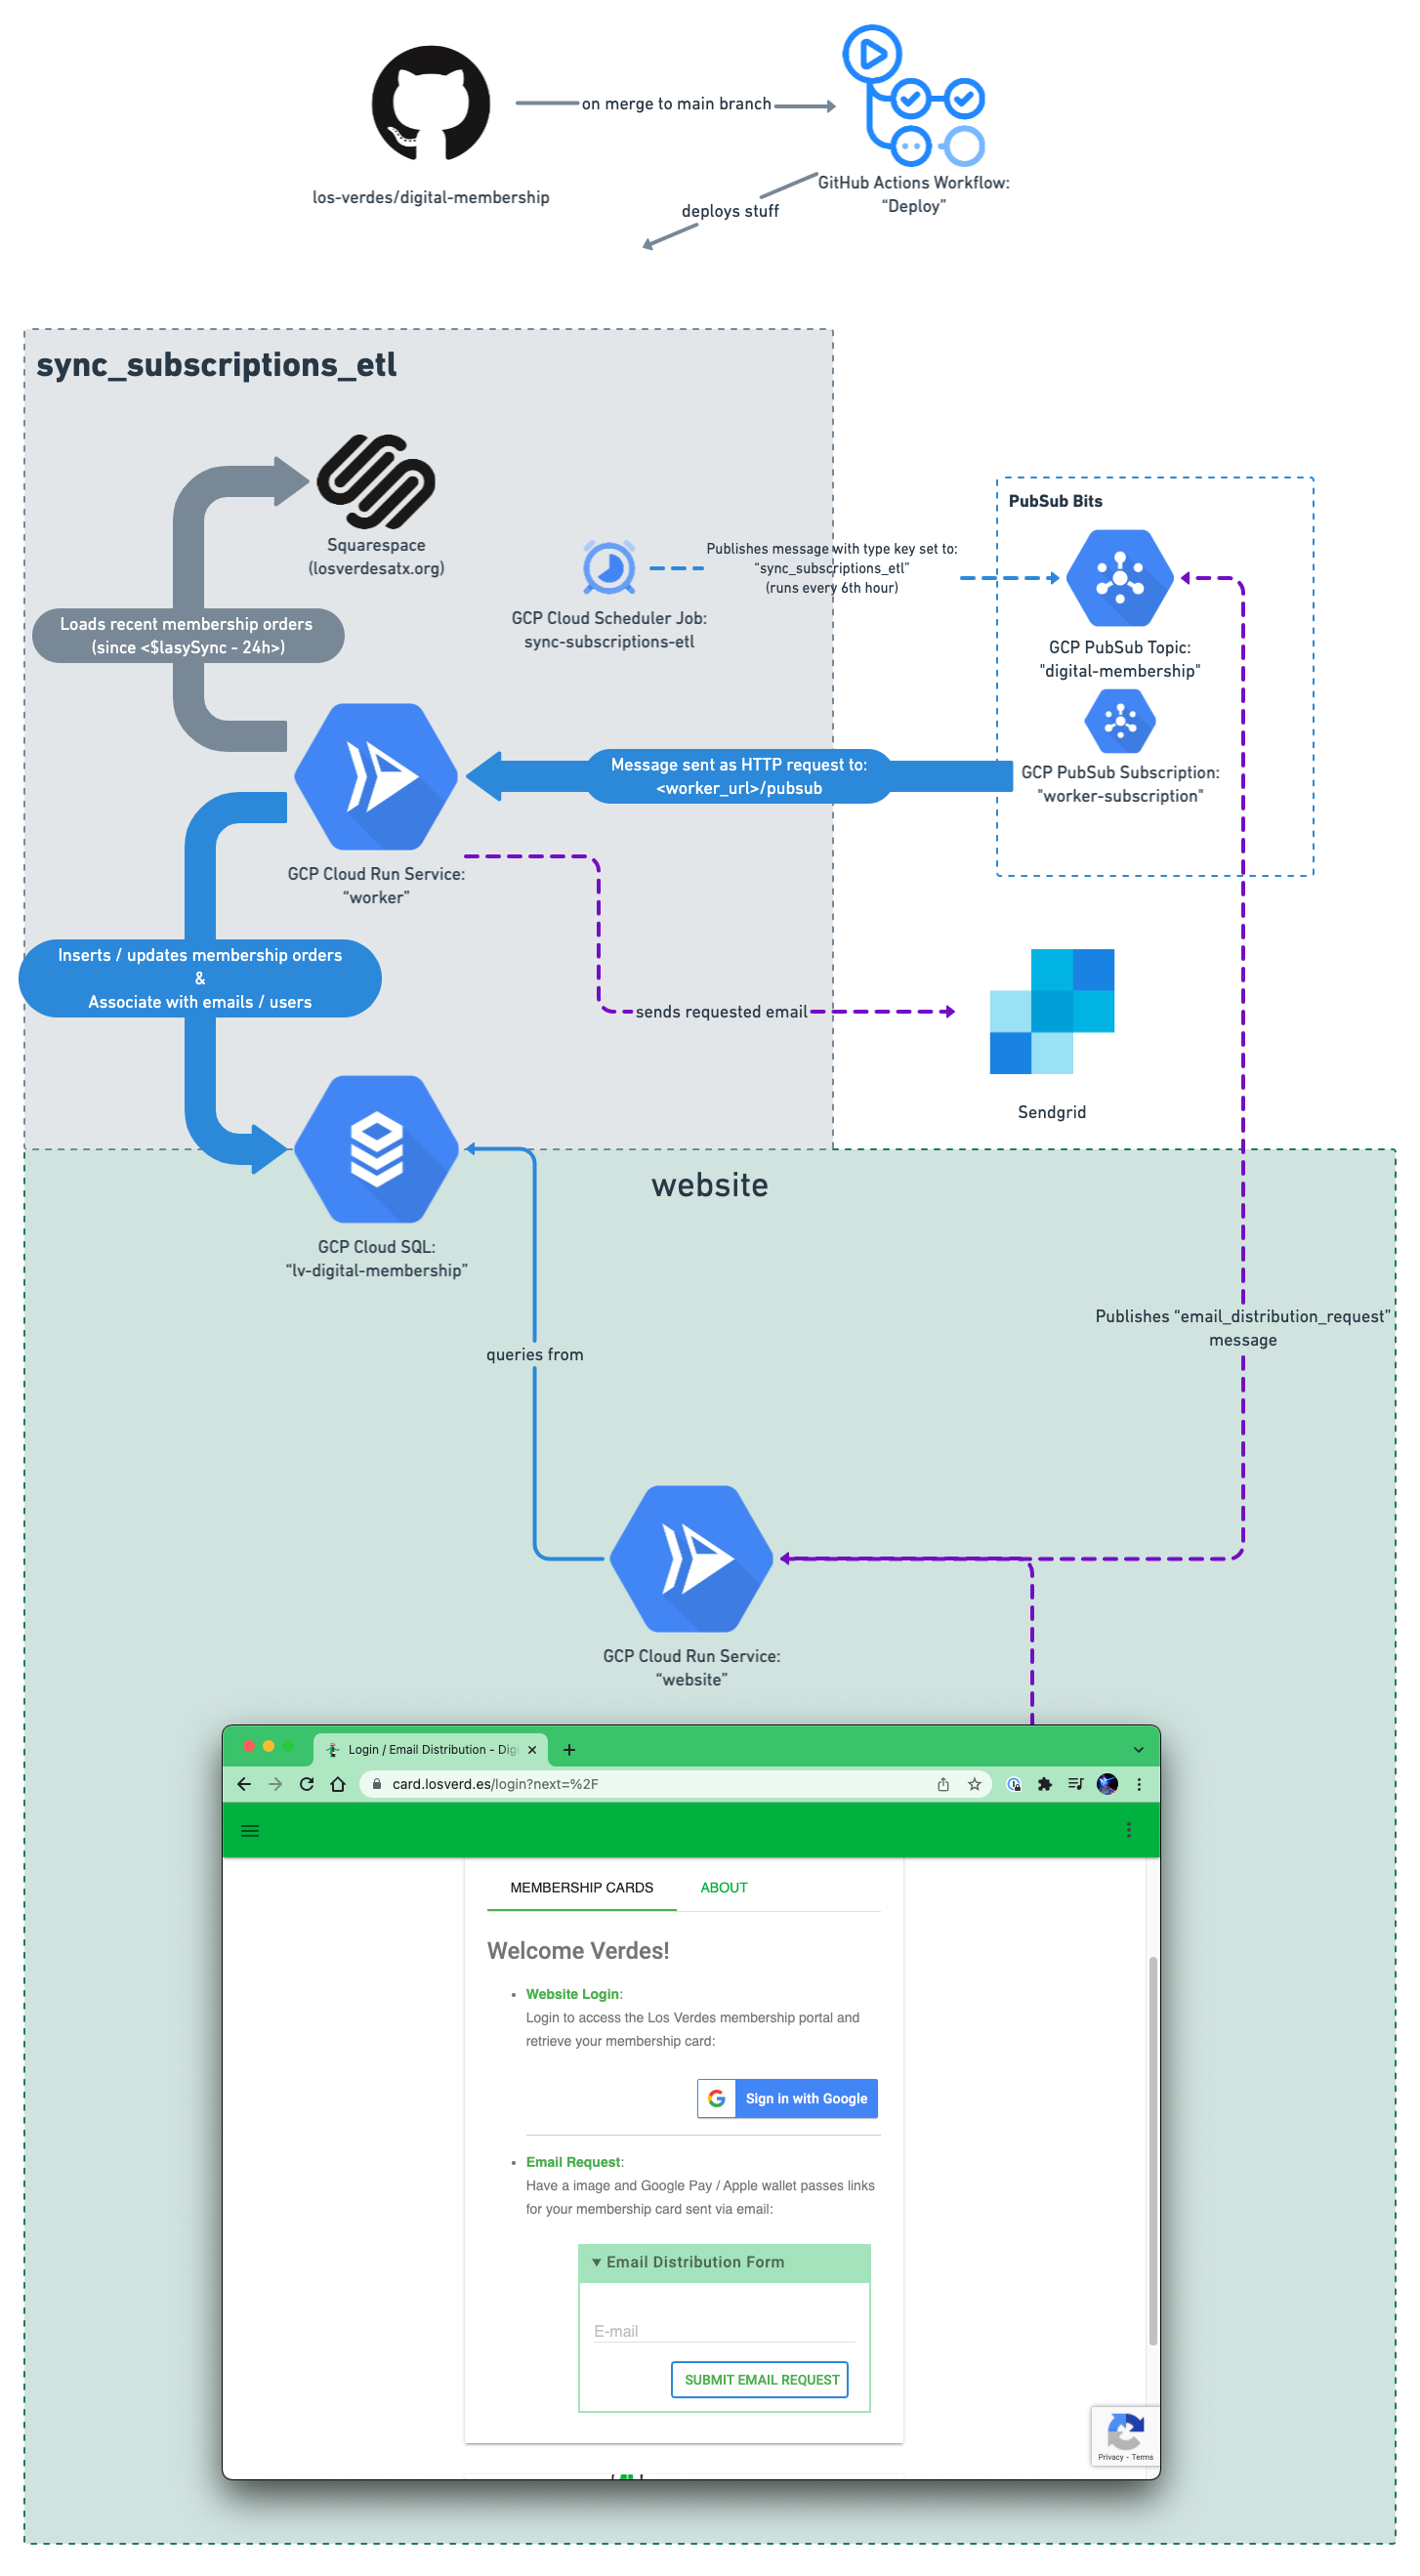 on merge to main branch
los-verdes/digital-membership
GitHub Actions Workflow:
“Deploy”
deploys stuff
sync_subscriptions_etl
Squarespace
(losverdesatx.org)
Loads recent membership orders
(since <$lasySync - 24h>)
GCP Cloud Scheduler Job:
sync-subscriptions-etl
Publishes message with type key set to:
“sync_subscriptions_etl”
(runs every 6th hour)
PubSub Bits
GCP PubSub Topic:
"digital-membership"
GCP PubSub Subscription:
"worker-subscription"
Message sent as HTTP request to:
<worker_url>/pubsub
GCP Cloud Run Service:
“worker”
Inserts / updates membership orders
&
Associate with emails / users
sends requested email
Sendgrid
website
GCP Cloud SQL:
“lv-digital-membership”
queries from
Publishes “email_distribution_request”
message
GCP Cloud Run Service:
“website”
Login / Email Distribution - Dig
card.losverd.es/login?next=%2F
MEMBERSHIP CARDS
ABOUT
Welcome Verdes!
• Website Login:
Login to access the Los Verdes membership portal and
retrieve your membership card:
Sign in with Google
• Email Request:
Have a image and Google Pay / Apple wallet passes links
for your membership card sent via email:
▼ Email Distribution Form
E-mail
SUBMIT EMAIL REQUEST
Privacy - Terms